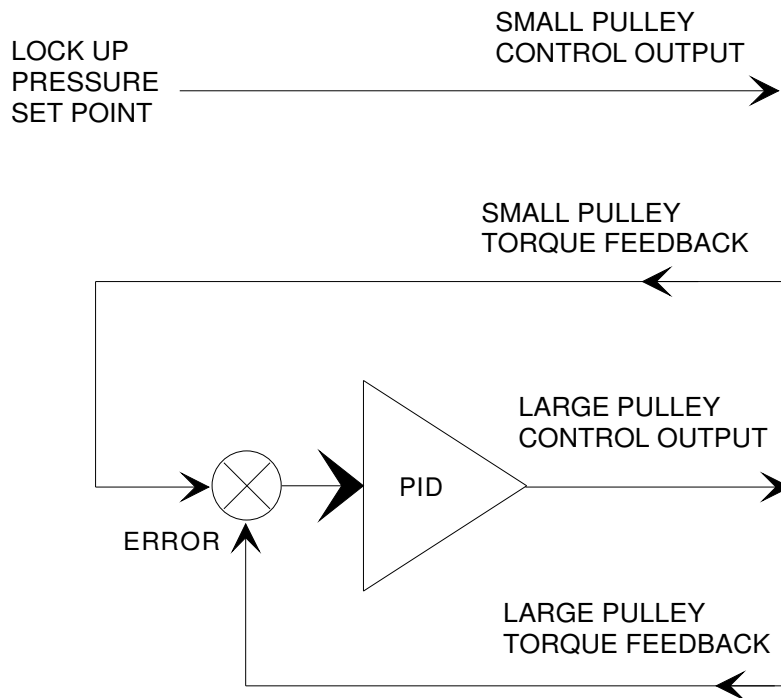 SMALL PULLEY
CONTROL OUTPUT
LOCK UP
PRESSURE
SET POINT
SMALL PULLEY
TORQUE FEEDBACK
LARGE PULLEY
CONTROL OUTPUT
PID
ERROR
LARGE PULLEY
TORQUE FEEDBACK